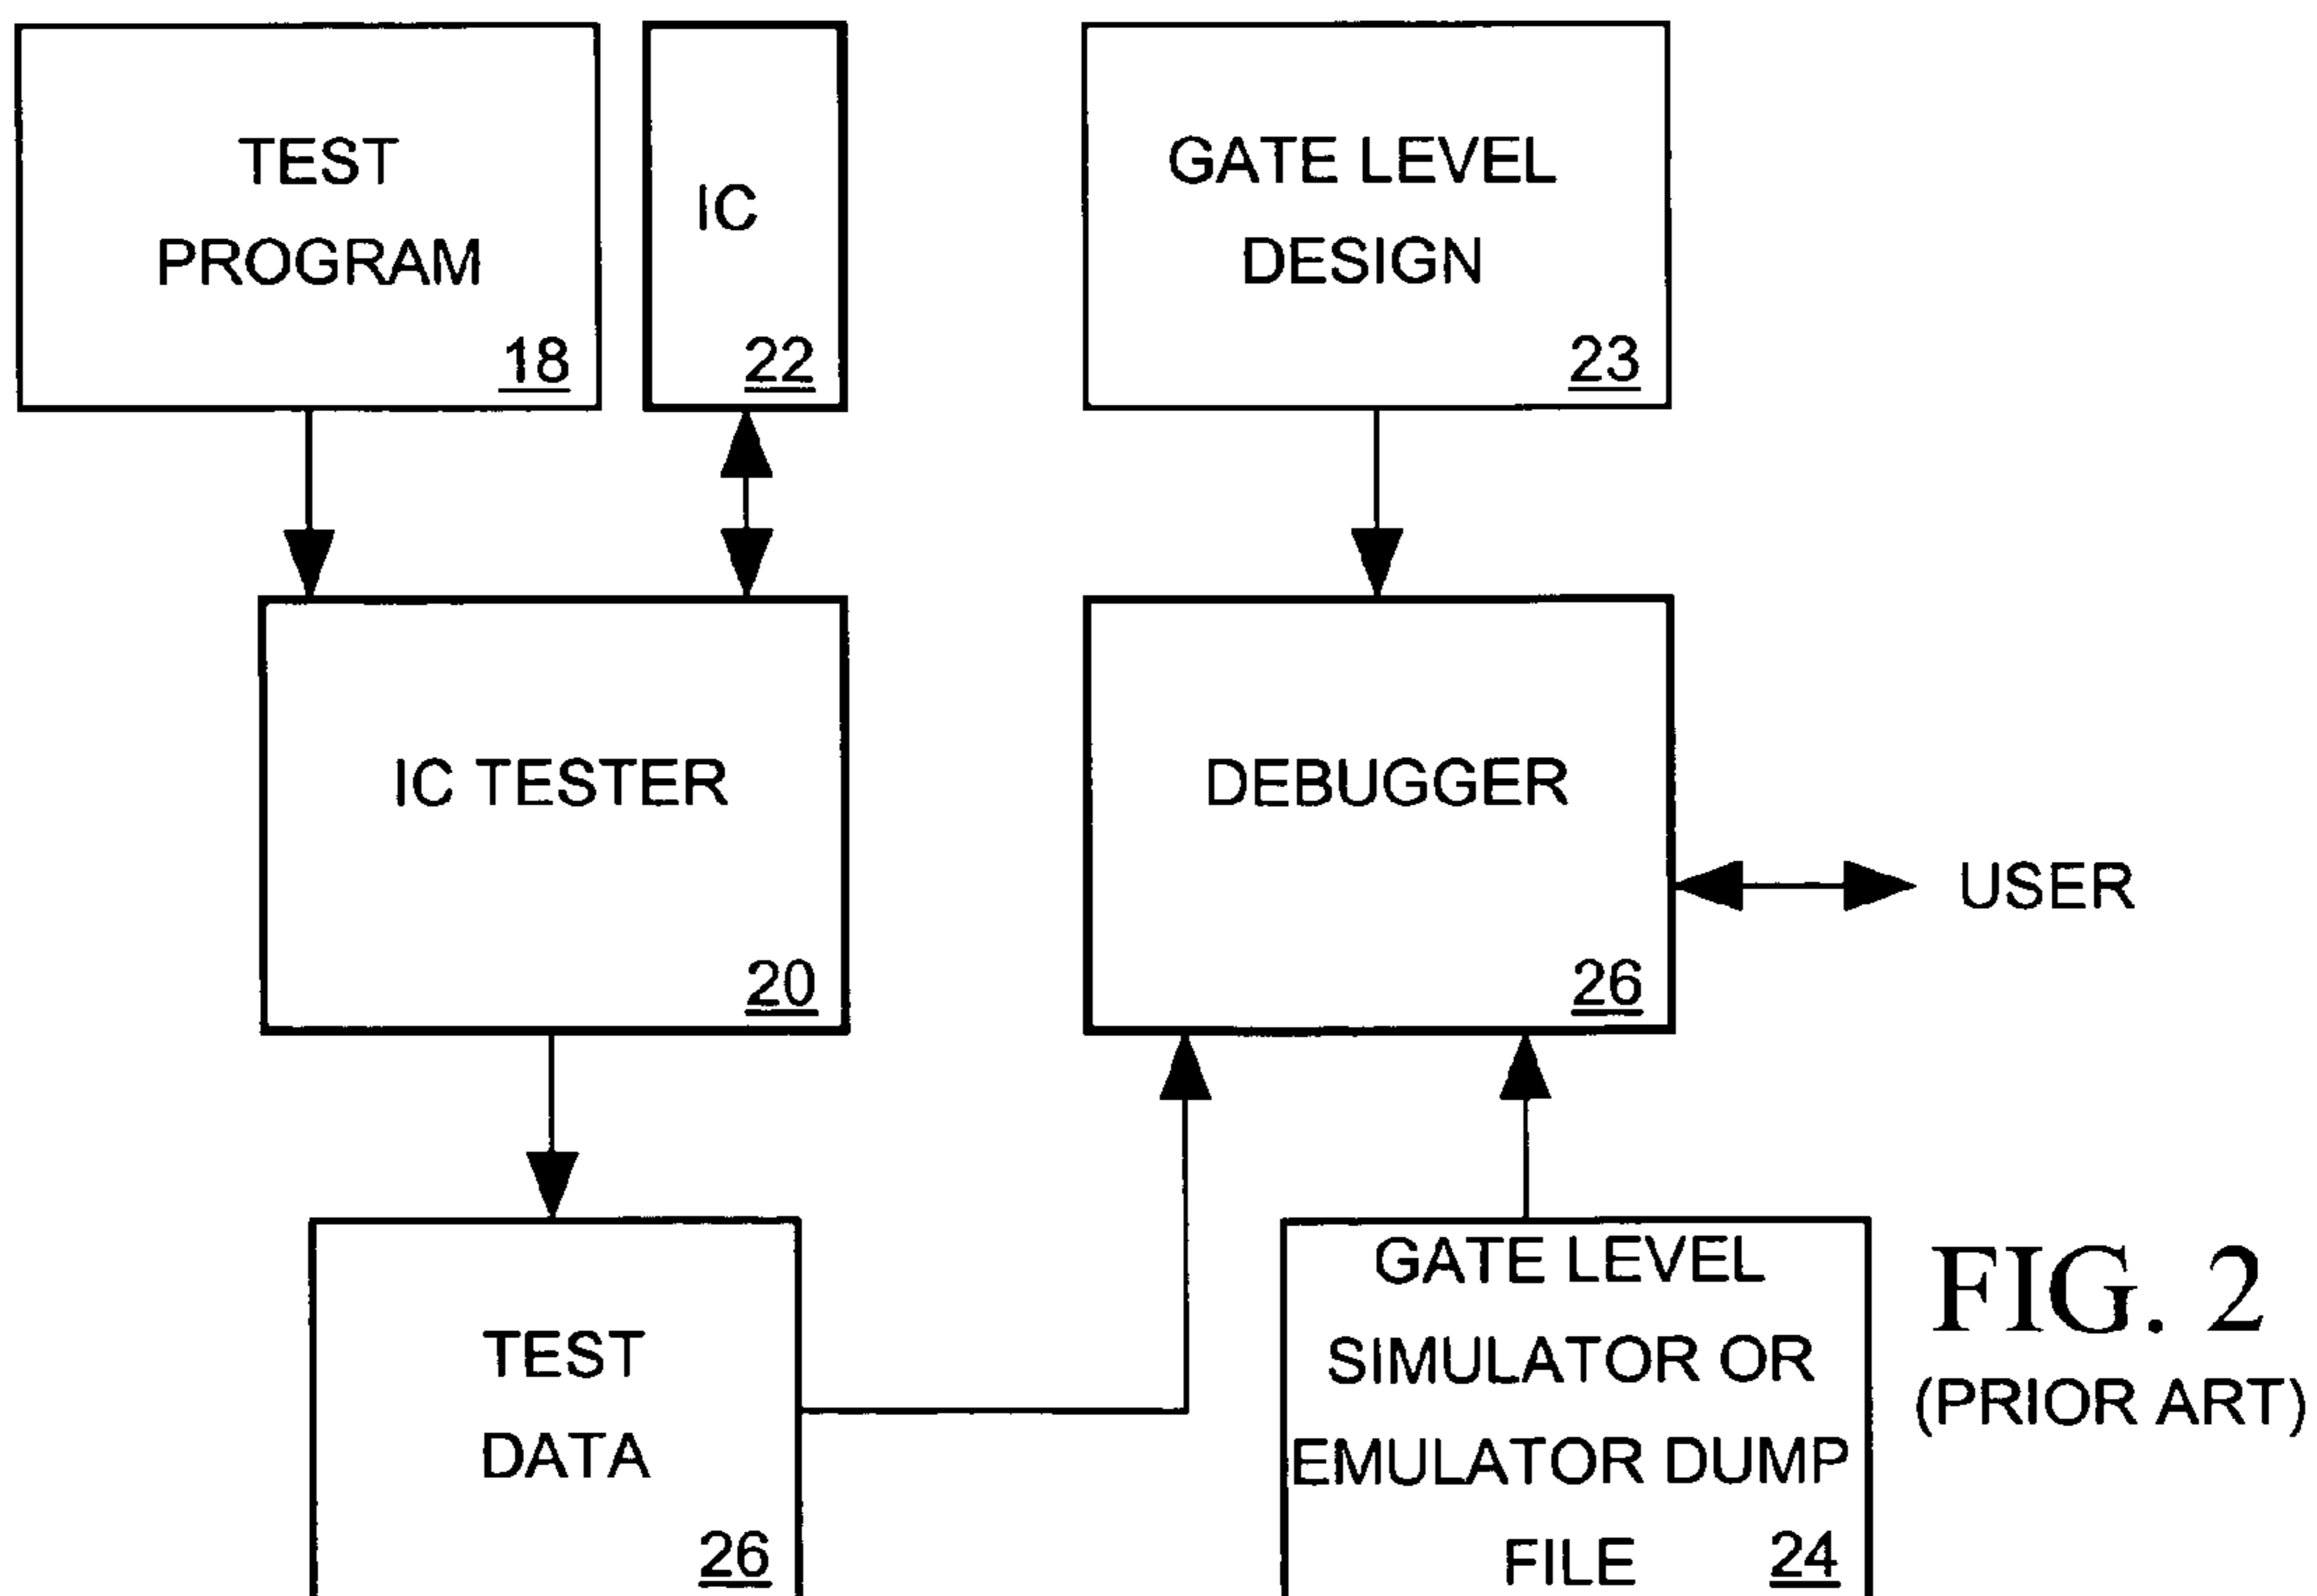 TEST
PROGRAM
18
IC
22
GATE LEVEL
DESIGN
23
IC TESTER
20
DEBUGGER
26
USER
TEST
DATA
26
GATE LEVEL
SIMULATOR OR
EMULATOR DUMP
FILE 24
FIG. 2
(PRIOR ART)